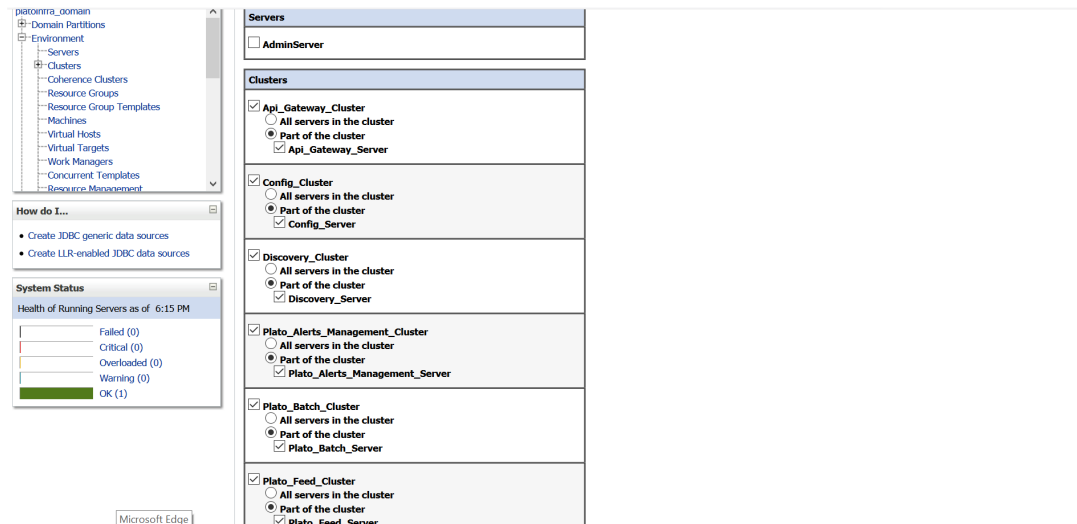 platoinfra_domain
Domain Partitions
Environment
Servers
Clusters
Coherence Clusters
Resource Groups
Resource Group Templates
Machines
Virtual Hosts
Virtual Targets
Work Managers
Concurrent Templates
Resource Management
How do I...
Create JDBC generic data sources
Create LLR-enabled JDBC data sources
System Status
Health of Running Servers as of 6:15 PM
Failed (0)
Critical (0)
Overloaded (0)
Warning (0)
OK (1)
Microsoft Edge
Servers
AdminServer
Clusters
Api_Gateway_Cluster
All servers in the cluster
Part of the cluster
Api_Gateway_Server
Config_Cluster
All servers in the cluster
Part of the cluster
Config_Server
Discovery_Cluster
All servers in the cluster
Part of the cluster
Discovery_Server
Plato_Alerts_Management_Cluster
All servers in the cluster
Part of the cluster
Plato_Alerts_Management_Server
Plato_Batch_Cluster
All servers in the cluster
Part of the cluster
Plato_Batch_Server
Plato_Feed_Cluster
All servers in the cluster
Part of the cluster
Plato_Feed_Server